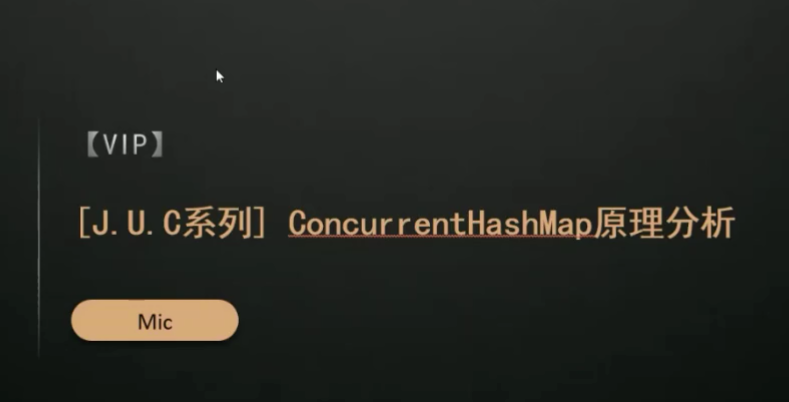 【VIP】
[J.U.C系列] ConcurrentHashMap原理分析
Mic